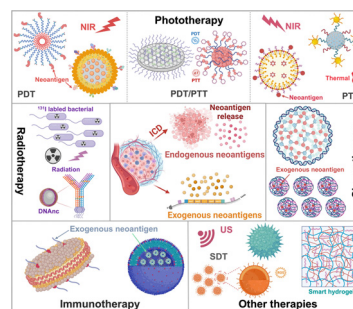 Phototherapy
NIR
NIR
Neoantigen
PDT
PDT
PTT
PDT/PTT
Neoantigen
Thermal
PT
Radiotherapy
131I labled bacterial
Radiation
DNAnc
ICD
Neoantigen
release
Endogenous neoantigens
Exogenous neoantigens
Exogenous neoantigen
Exogenous neoantigen
Immunotherapy
US
SDT
Smart hydrogel
Other therapies